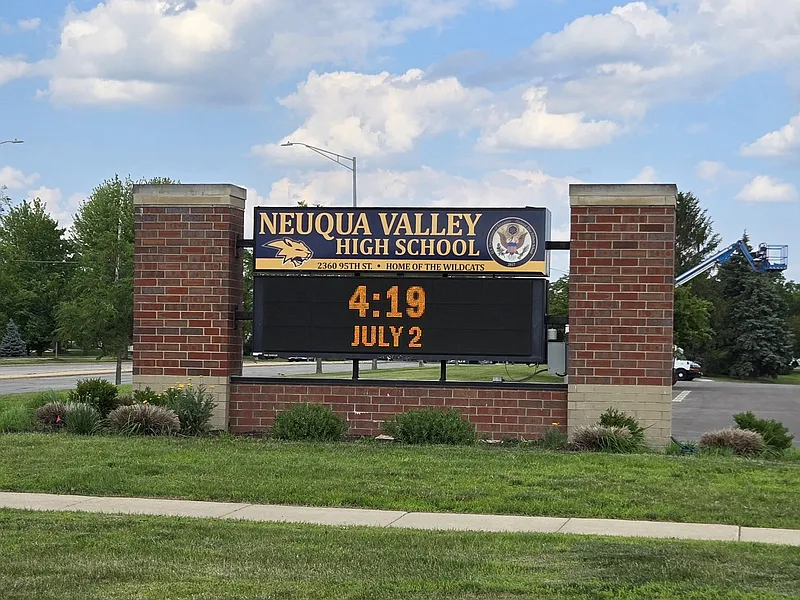 NEUQUA VALLEY
HIGH SCHOOL
2360 95TH ST. • HOME OF THE WILDCATS
4:19
JULY 2